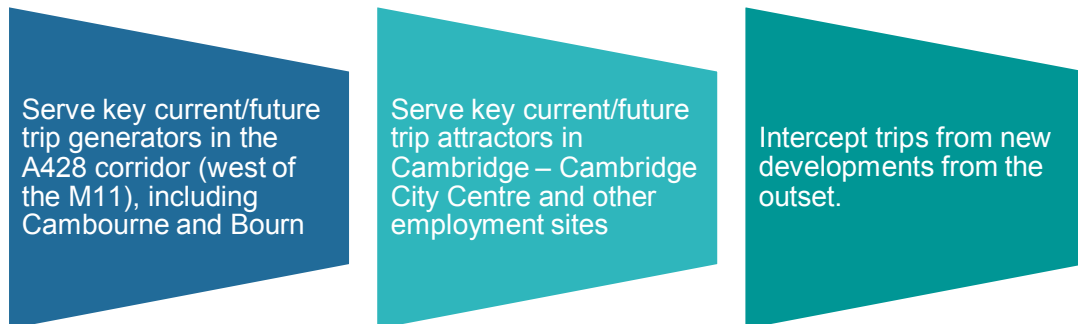 Serve key current/future
trip generators in the
A428 corridor (west of
the M11), including
Cambourne and Bourn
Serve key current/future
trip attractors in
Cambridge – Cambridge
City Centre and other
employment sites
Intercept trips from new
developments from the
outset.